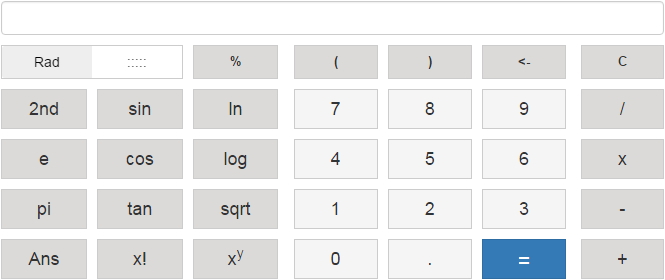 Rad ::::: % ( ) <- C
2nd sin ln 7 8 9 /
e cos log 4 5 6 x
pi tan sqrt 1 2 3 -
Ans x! xʸ 0 . = +